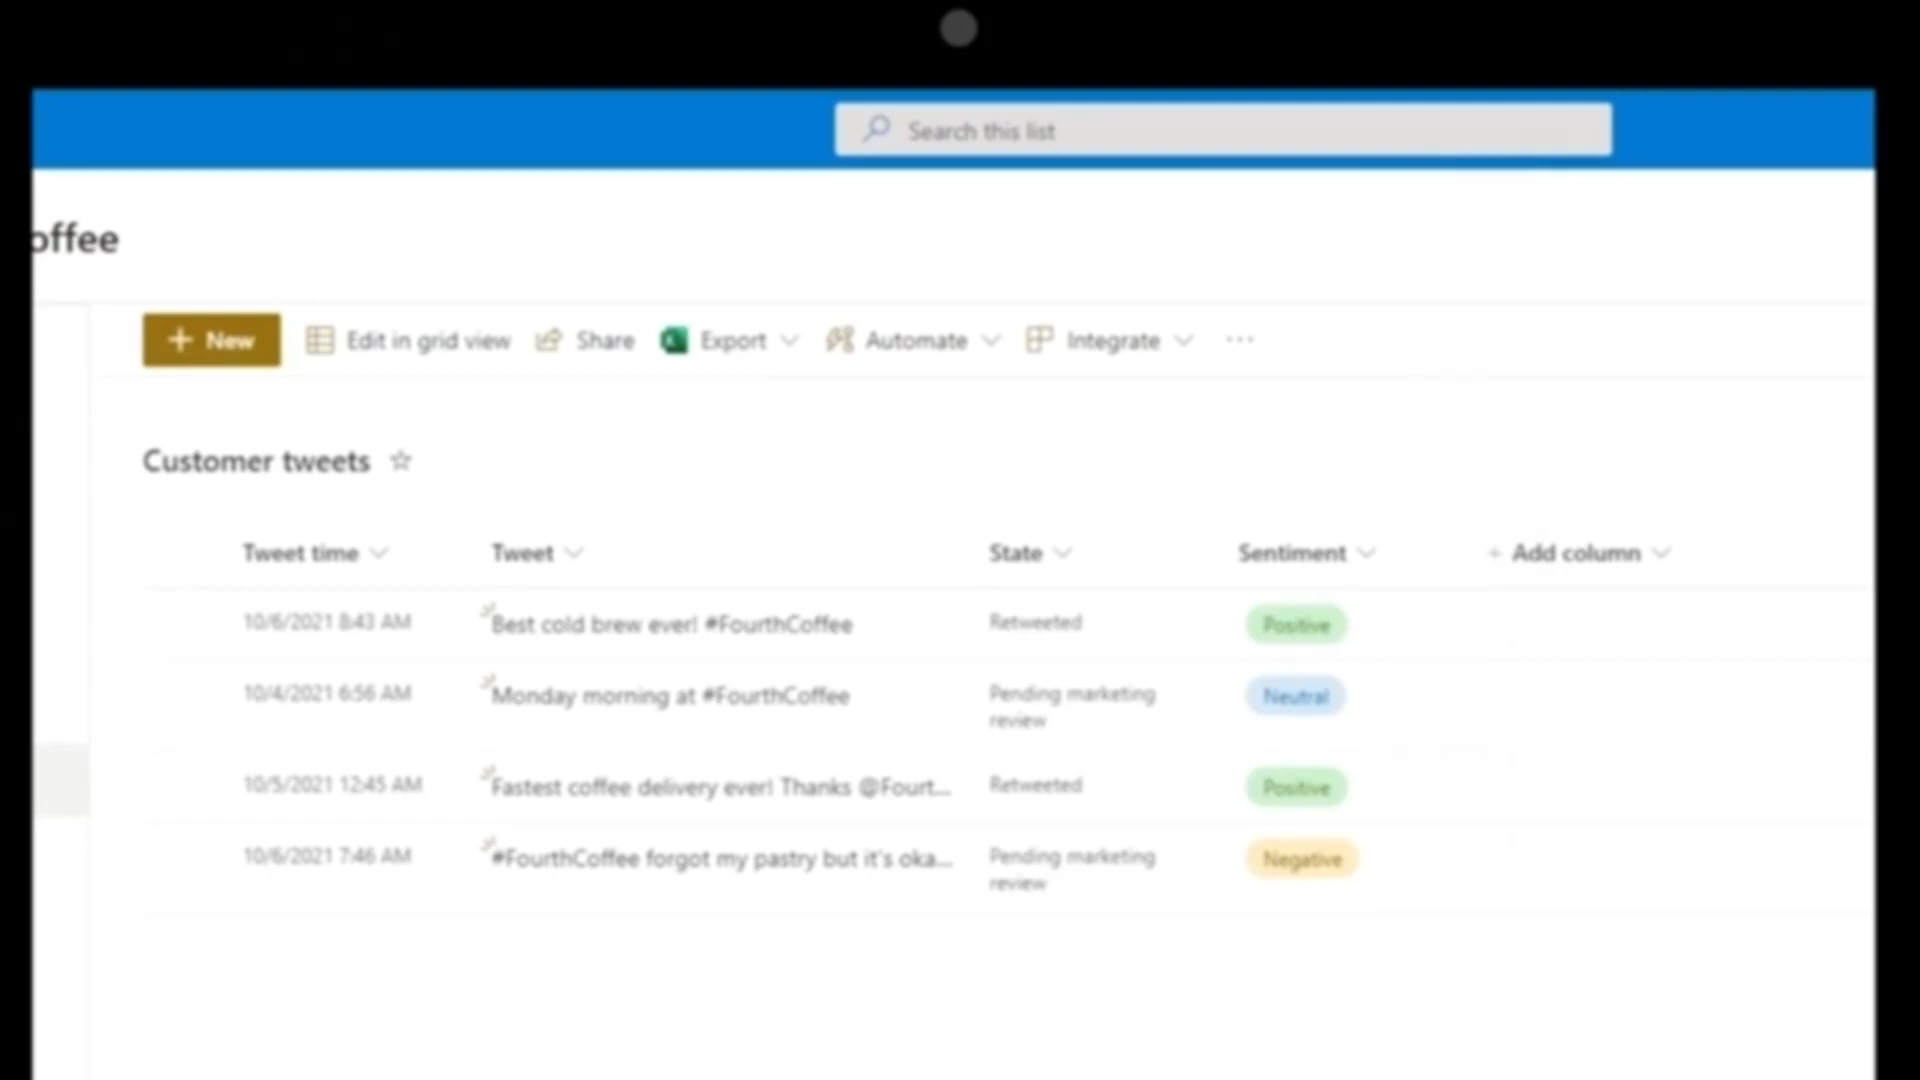 Search this list
offee
New Edit in grid view Share Export Automate Integrate ...
Customer tweets
Tweet time Tweet State Sentiment + Add column
10/6/2021 8:43 AM Best cold brew ever! #FourthCoffee Retweeted Positive
10/4/2021 6:56 AM Monday morning at #FourthCoffee Pending marketing review Neutral
10/5/2021 12:45 AM Fastest coffee delivery ever! Thanks @Fourt... Retweeted Positive
10/6/2021 7:46 AM #FourthCoffee forgot my pastry but it's oka... Pending marketing review Negative